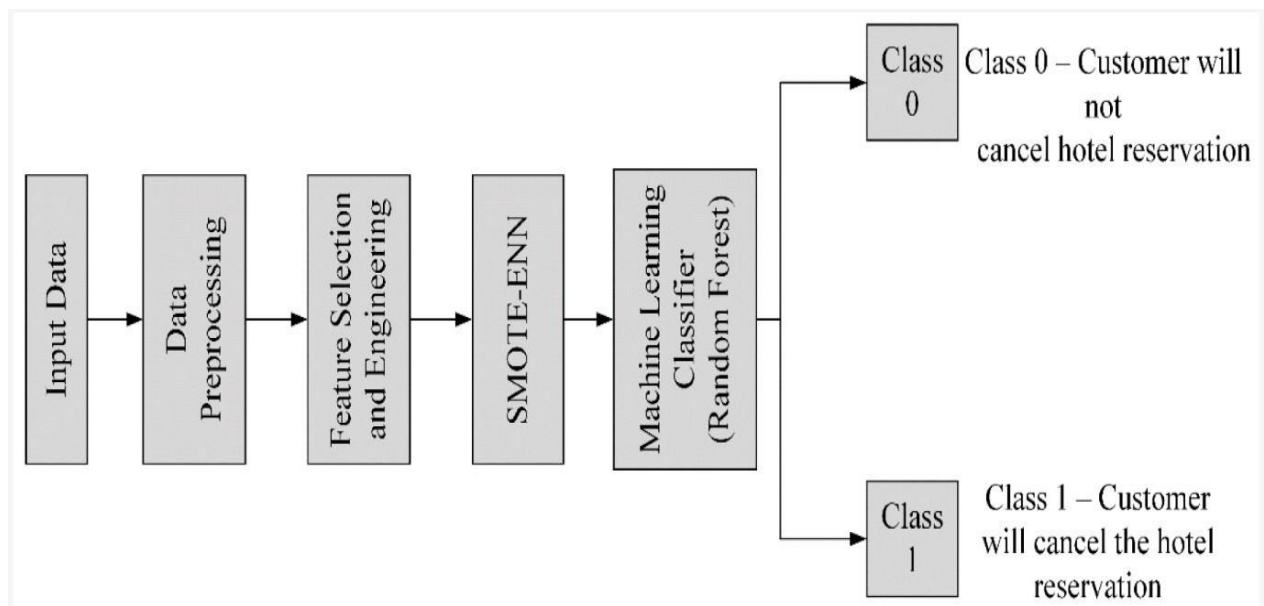 Input Data
Data
Preprocessing
Feature Selection
and Engineering
SMOTE-ENN
Machine Learning
Classifier
(Random Forest)
Class
0
Class 0 – Customer will
not
cancel hotel reservation
Class
1
Class 1 – Customer
will cancel the hotel
reservation